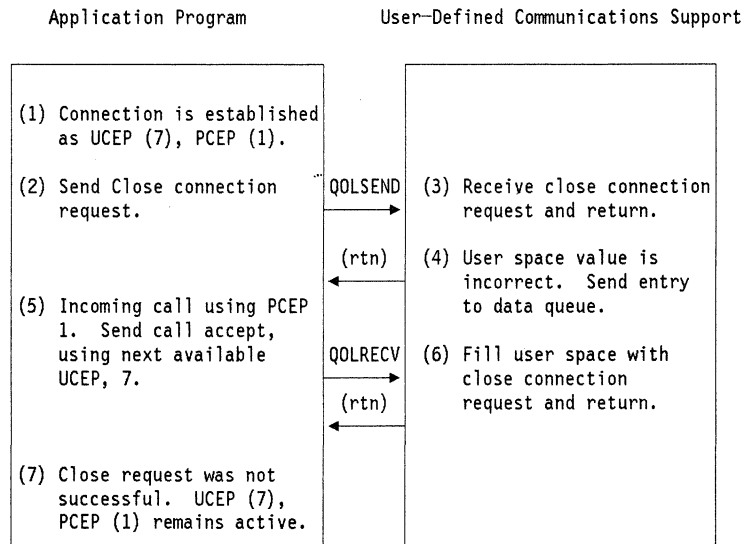 Application Program
User-Defined Communications Support
(1) Connection is established
as UCEP (7), PCEP (1).
(2) Send Close connection
request.
QOLSEND
(3) Receive close connection
request and return.
(rtn)
(4) User space value is
incorrect. Send entry
to data queue.
(5) Incoming call using PCEP
1. Send call accept,
using next available
UCEP, 7.
QOLRECV
(6) Fill user space with
close connection
request and return.
(rtn)
(7) Close request was not
successful. UCEP (7),
PCEP (1) remains active.